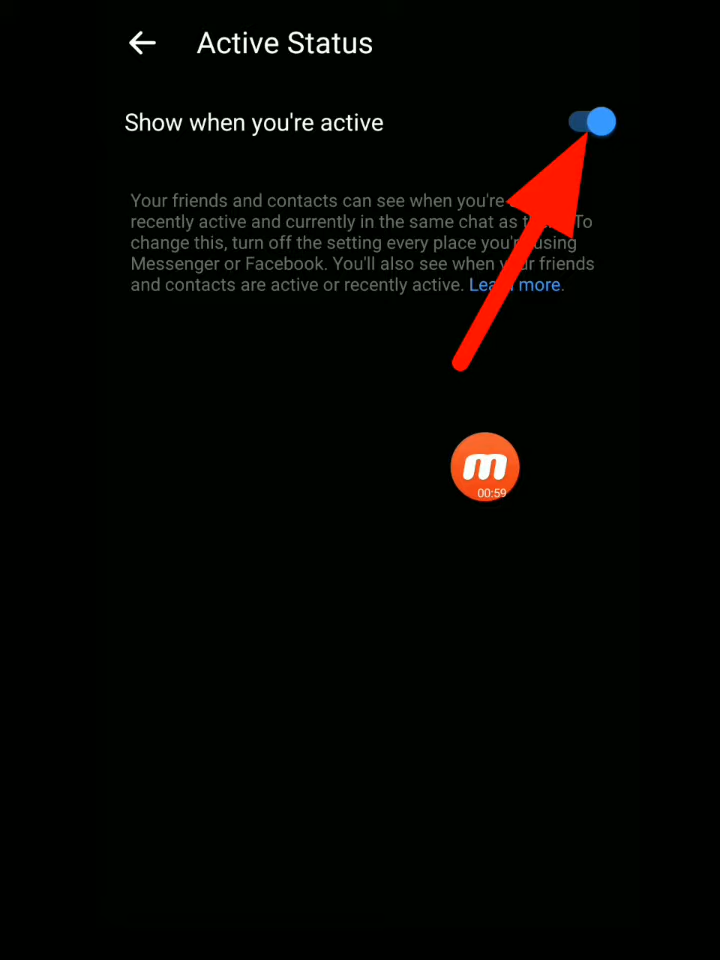 Active Status
Show when you're active
Your friends and contacts can see when you're
recently active and currently in the same chat as To
change this, turn off the setting every place using
Messenger or Facebook. You'll also see when friends
and contacts are active or recently active. more.
m
00:59